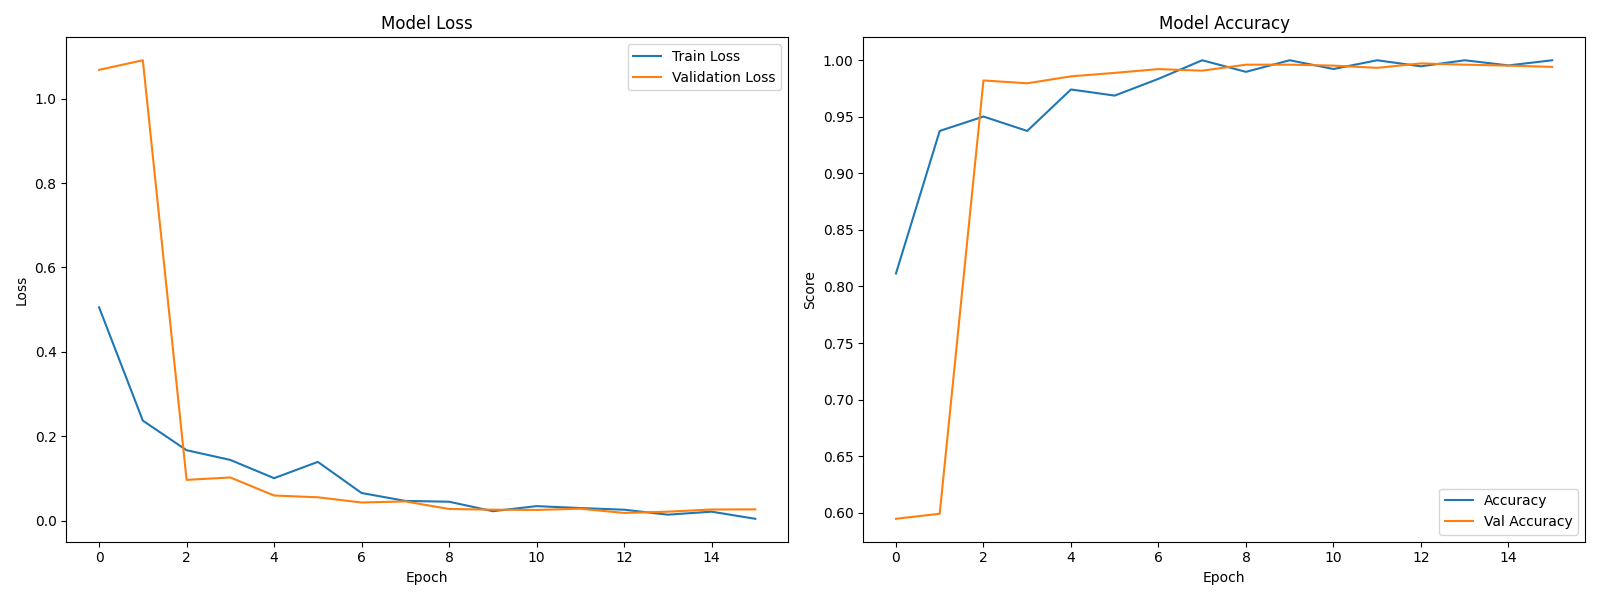 Model Loss
Train Loss
Validation Loss
1.0
0.8
0.6
0.4
0.2
0.0
Loss
0 2 4 6 8 10 12 14
Epoch
Model Accuracy
1.00
0.95
0.90
0.85
0.80
0.75
0.70
0.65
0.60
Score
Accuracy
Val Accuracy
0 2 4 6 8 10 12 14
Epoch